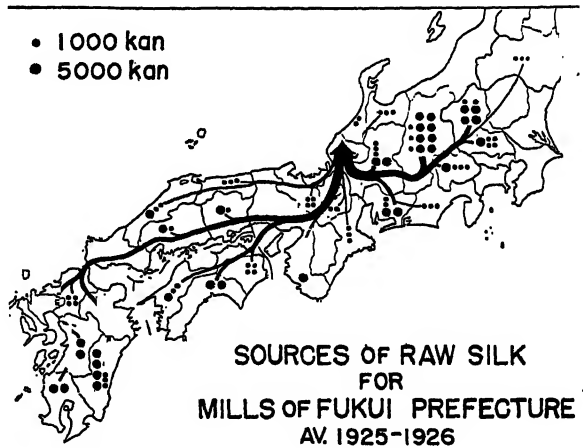 1000 kan
5000 kan
SOURCES OF RAW SILK
FOR
MILLS OF FUKUI PREFECTURE
AV. 1925-1926